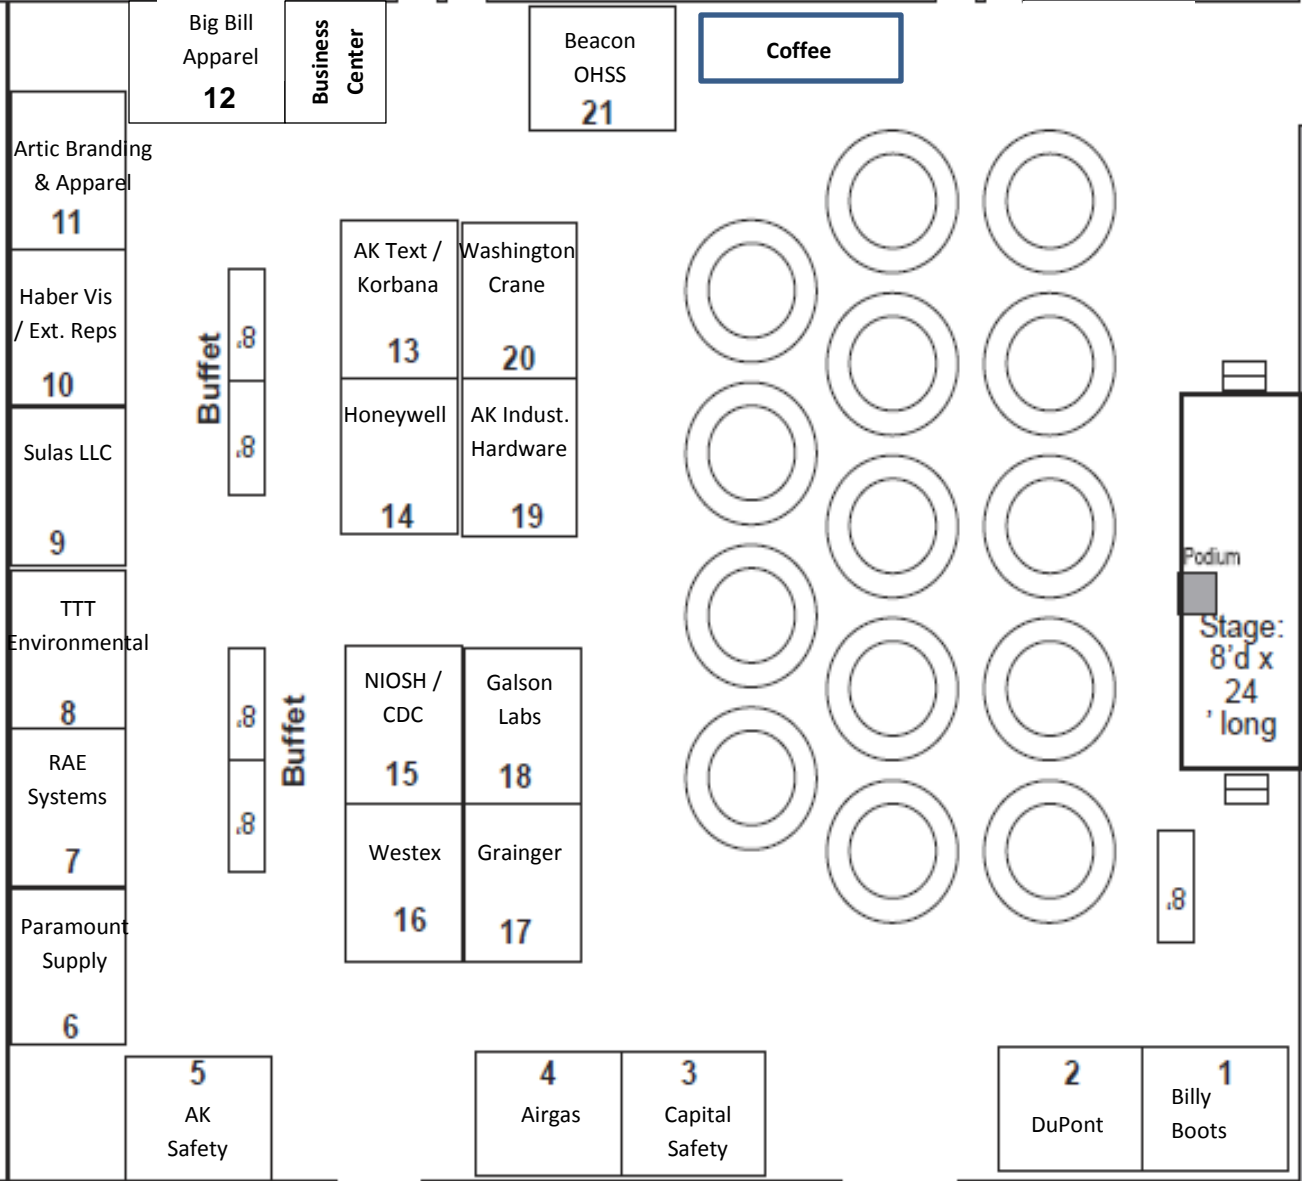 Big Bill
Apparel
12
Business
Center
Beacon
OHSS
21
Coffee
Artic Branding
& Apparel
11
Haber Vis
/ Ext. Reps
10
Sulas LLC
9
TTT
Environmental
8
RAE
Systems
7
Paramount
Supply
6
Buffet
8'
8'
AK Text /
Korbana
13
Washington
Crane
20
Honeywell
14
AK Indust.
Hardware
19
Buffet
8'
8'
NIOSH /
CDC
15
Galson
Labs
18
Westex
16
Grainger
17
Podium
Stage:
8'd x
24
' long
8'
5
AK
Safety
4
Airgas
3
Capital
Safety
2
DuPont
1
Billy
Boots